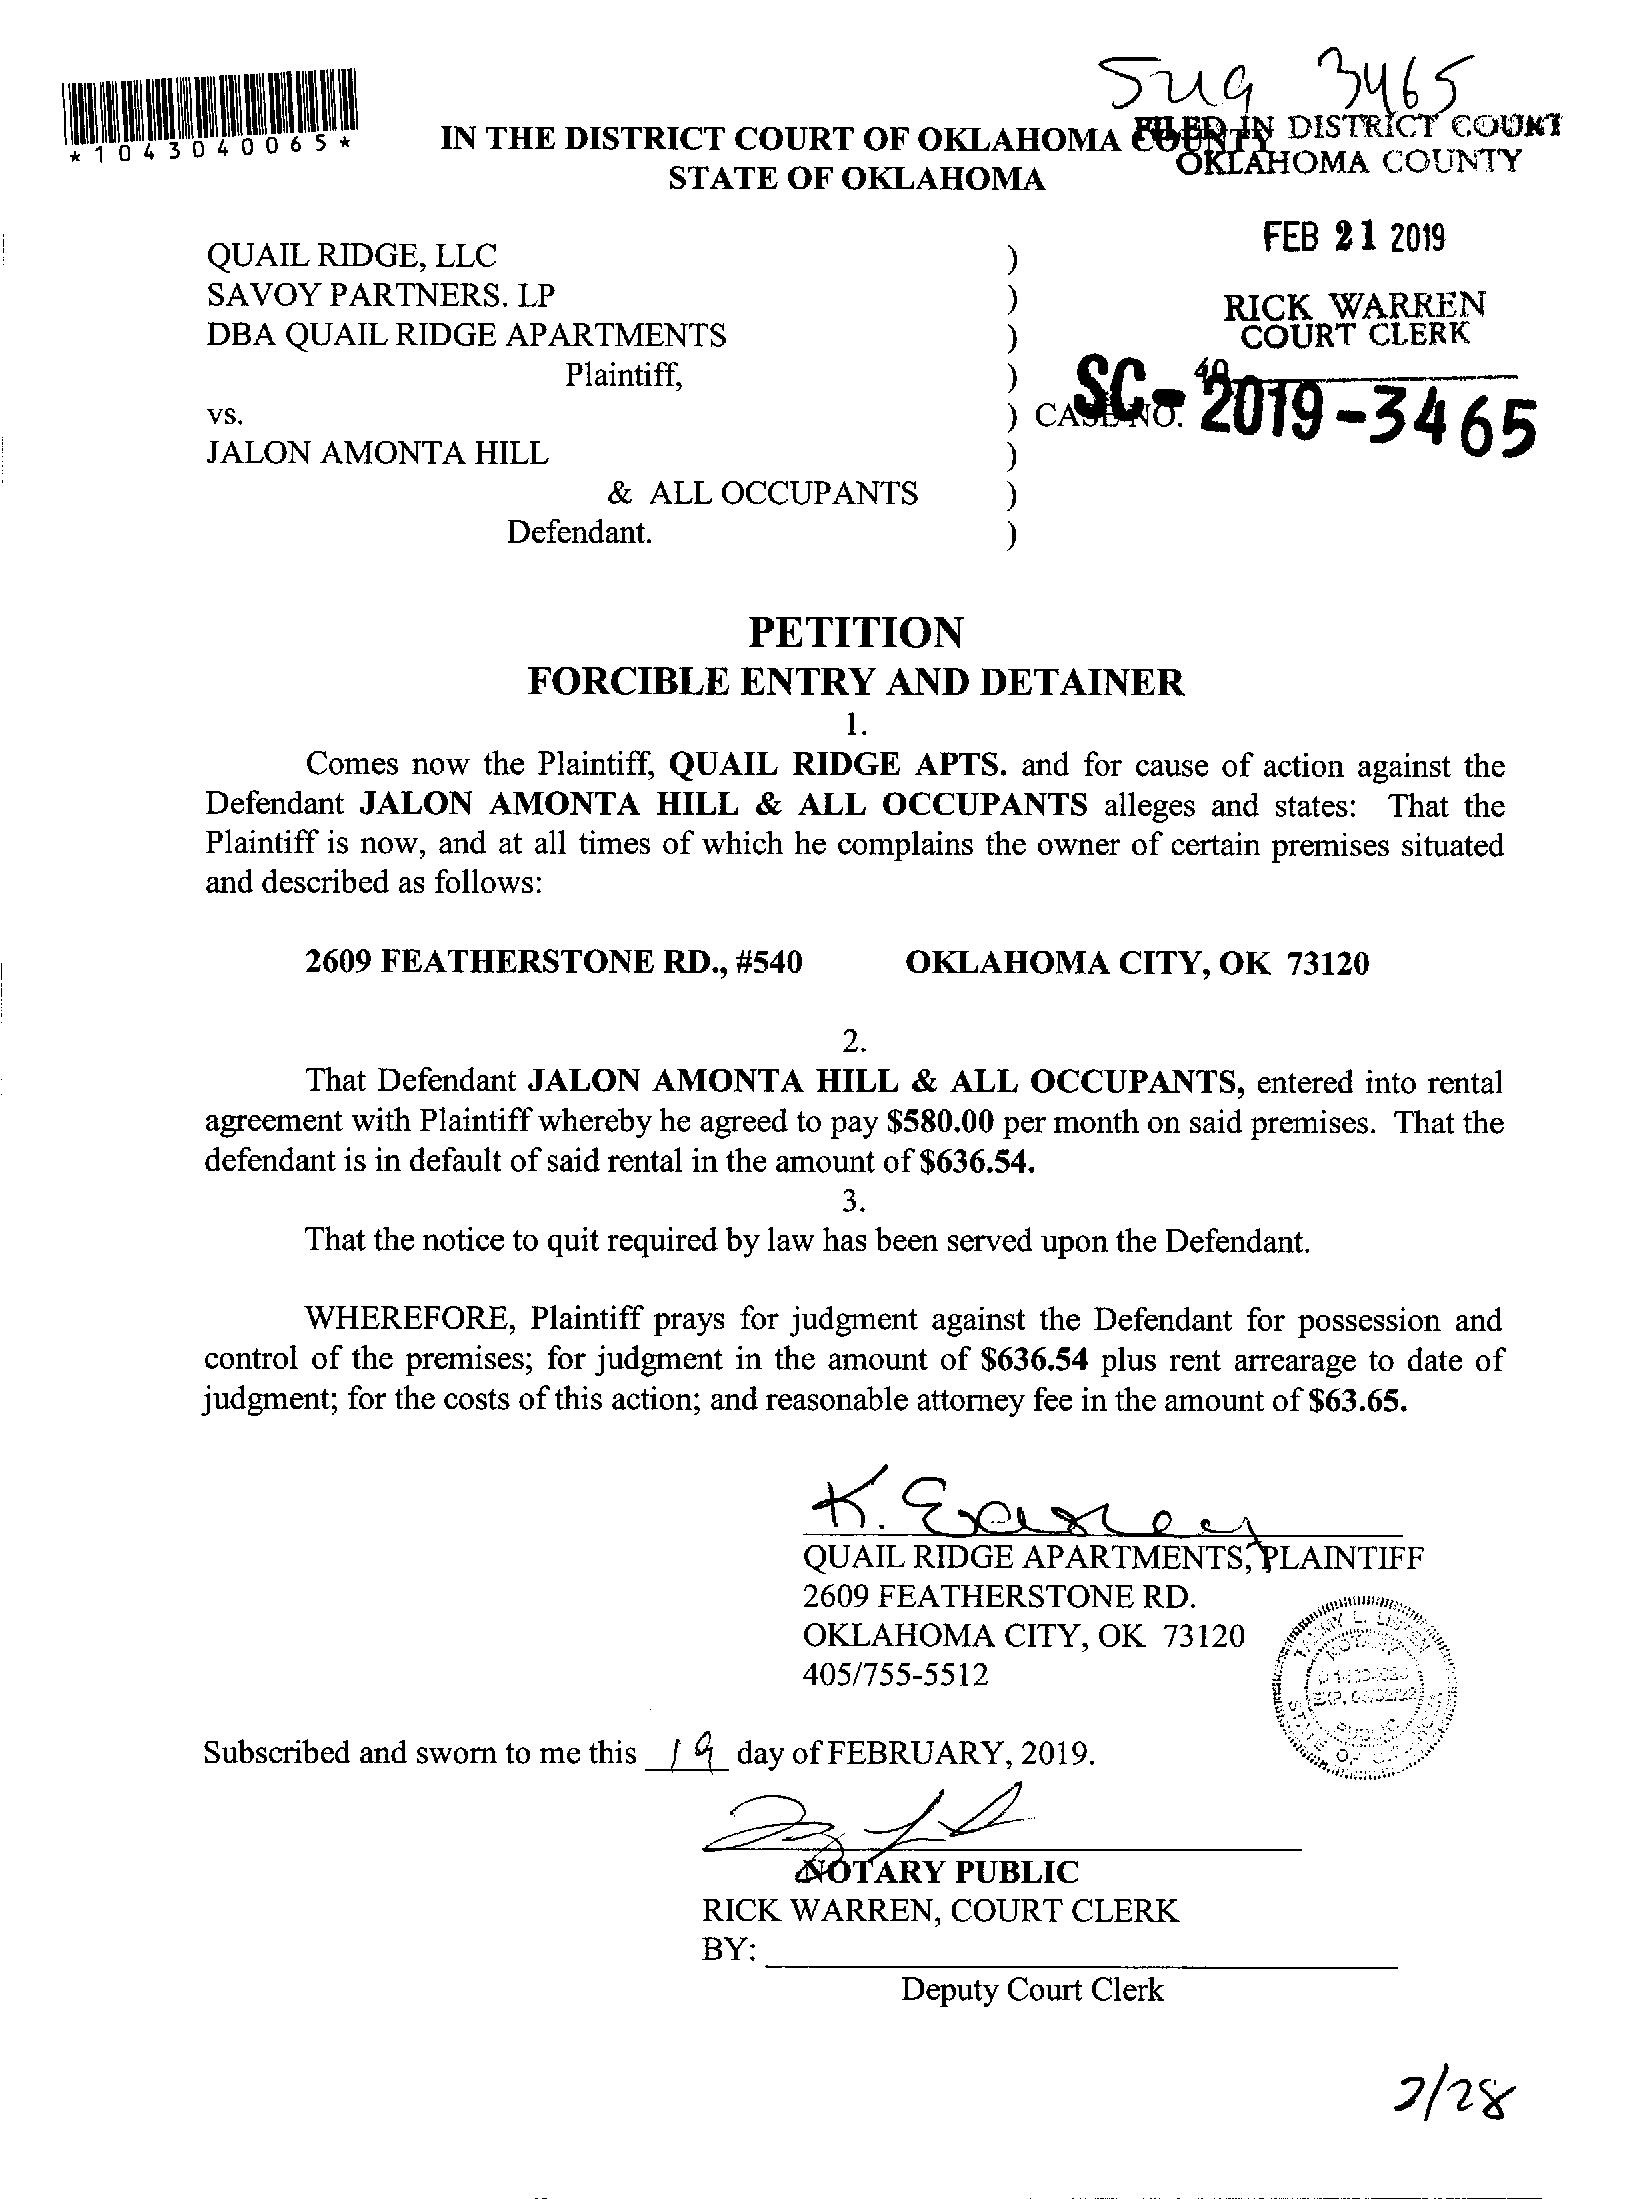 3465
*1043040065*
IN THE DISTRICT COURT OF OKLAHOMA COUNTY
STATE OF OKLAHOMA
FILED IN DISTRICT COURT
OKLAHOMA COUNTY
FEB 21 2019
RICK WARREN
COURT CLERK
40
QUAIL RIDGE, LLC )
SAVOY PARTNERS. LP )
DBA QUAIL RIDGE APARTMENTS )
Plaintiff, )
vs. ) CASE NO. SC-2019-3465
JALON AMONTA HILL )
& ALL OCCUPANTS )
Defendant. )
PETITION
FORCIBLE ENTRY AND DETAINER
1.
Comes now the Plaintiff, QUAIL RIDGE APTS. and for cause of action against the
Defendant JALON AMONTA HILL & ALL OCCUPANTS alleges and states: That the
Plaintiff is now, and at all times of which he complains the owner of certain premises situated
and described as follows:
2609 FEATHERSTONE RD., #540 OKLAHOMA CITY, OK 73120
2.
That Defendant JALON AMONTA HILL & ALL OCCUPANTS, entered into rental
agreement with Plaintiff whereby he agreed to pay $580.00 per month on said premises. That the
defendant is in default of said rental in the amount of $636.54.
3.
That the notice to quit required by law has been served upon the Defendant.
WHEREFORE, Plaintiff prays for judgment against the Defendant for possession and
control of the premises; for judgment in the amount of $636.54 plus rent arrearage to date of
judgment; for the costs of this action; and reasonable attorney fee in the amount of $63.65.
K.
QUAIL RIDGE APARTMENTS, PLAINTIFF
2609 FEATHERSTONE RD.
OKLAHOMA CITY, OK 73120
405/755-5512
NOTARY
EXP.
PUBLIC
STATE OF
Subscribed and sworn to me this 19 day of FEBRUARY, 2019.
NOTARY PUBLIC
RICK WARREN, COURT CLERK
BY:
Deputy Court Clerk
2/28